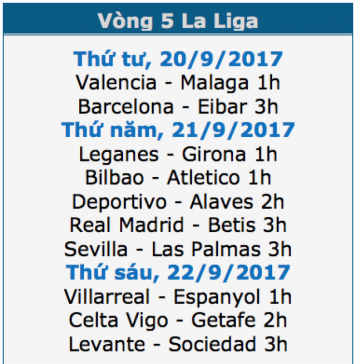 Vòng 5 La Liga
Thứ tư, 20/9/2017
Valencia - Malaga 1h
Barcelona - Eibar 3h
Thứ năm, 21/9/2017
Leganes - Girona 1h
Bilbao - Atletico 1h
Deportivo - Alaves 2h
Real Madrid - Betis 3h
Sevilla - Las Palmas 3h
Thứ sáu, 22/9/2017
Villarreal - Espanyol 1h
Celta Vigo - Getafe 2h
Levante - Sociedad 3h